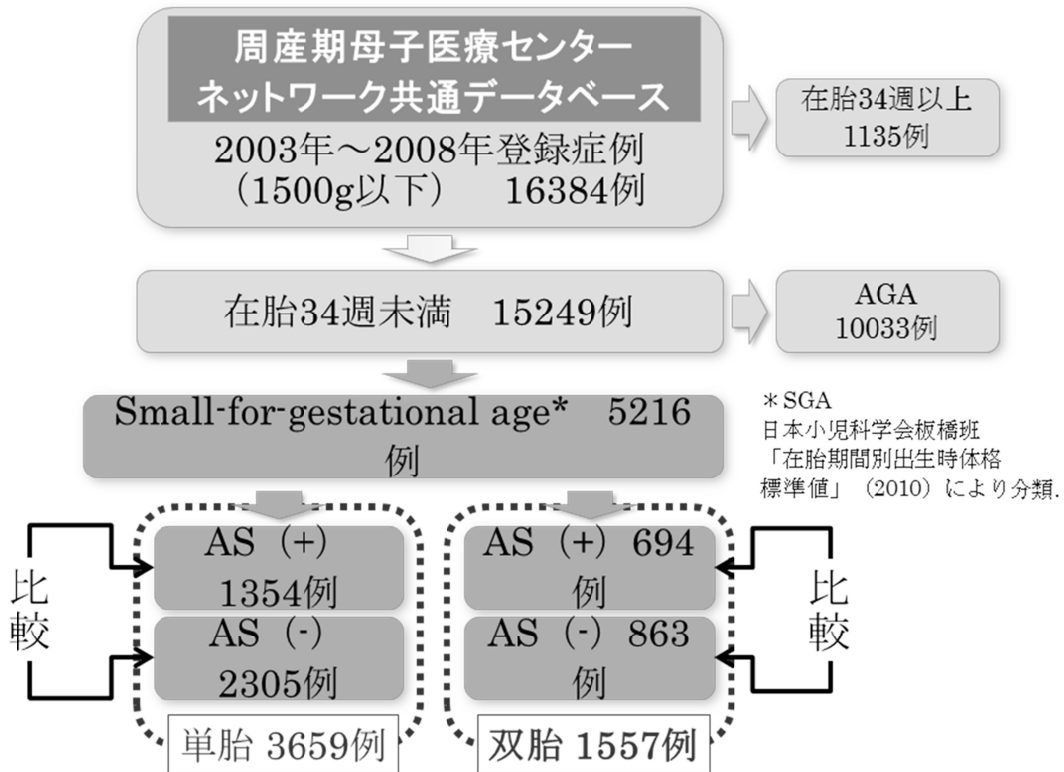 周産期母子医療センター
ネットワーク共通データベース
2003年～2008年登録症例
（1500g以下）　16384例
在胎34週以上
1135例
在胎34週未満　15249例
AGA
10033例
Small-for-gestational age*　5216
例
＊SGA
日本小児科学会板橋班
「在胎期間別出生時体格
標準値」（2010）により分類.
比較
AS（+）
1354例
AS（-）
2305例
単胎 3659例
AS（+）694
例
AS（-）863
例
双胎 1557例
比較